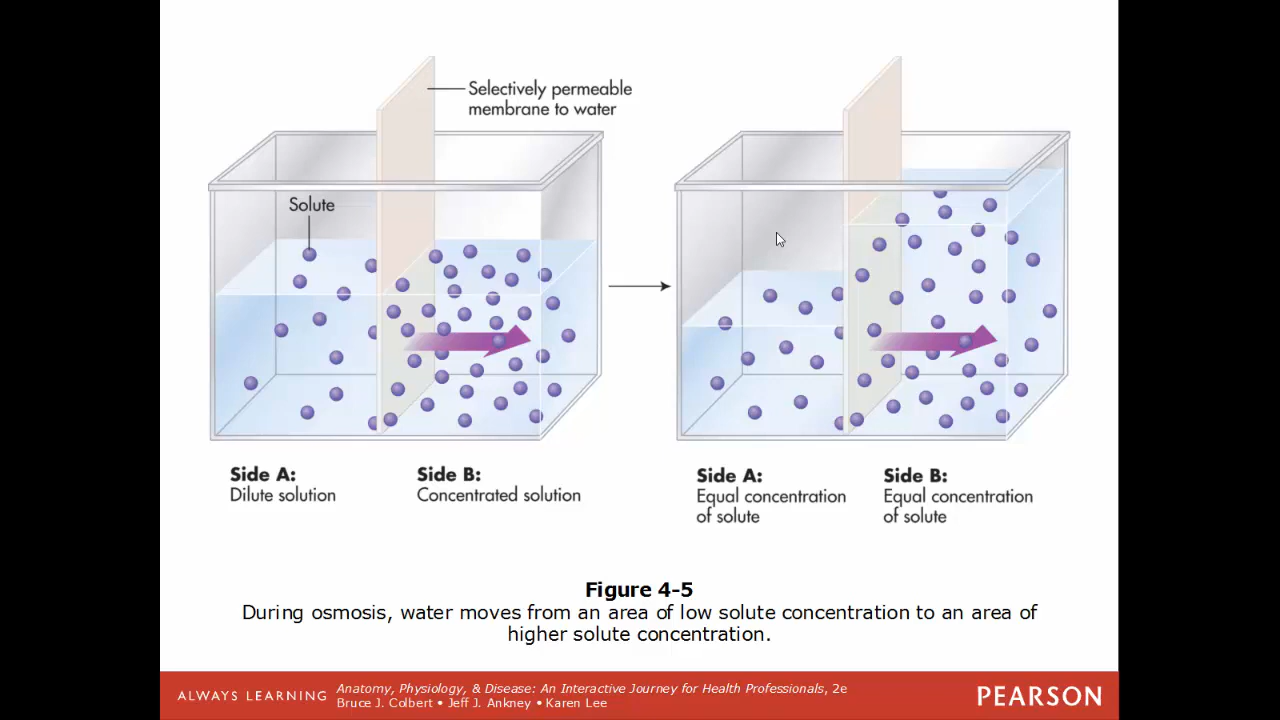 Selectively permeable
membrane to water
Solute
Side A:
Dilute solution
Side B:
Concentrated solution
Side A:
Equal concentration
of solute
Side B:
Equal concentration
of solute
Figure 4-5
During osmosis, water moves from an area of low solute concentration to an area of
higher solute concentration.
ALWAYS LEARNING
Anatomy, Physiology, & Disease: An Interactive Journey for Health Professionals, 2e
Bruce J. Colbert • Jeff J. Ankney • Karen Lee
PEARSON